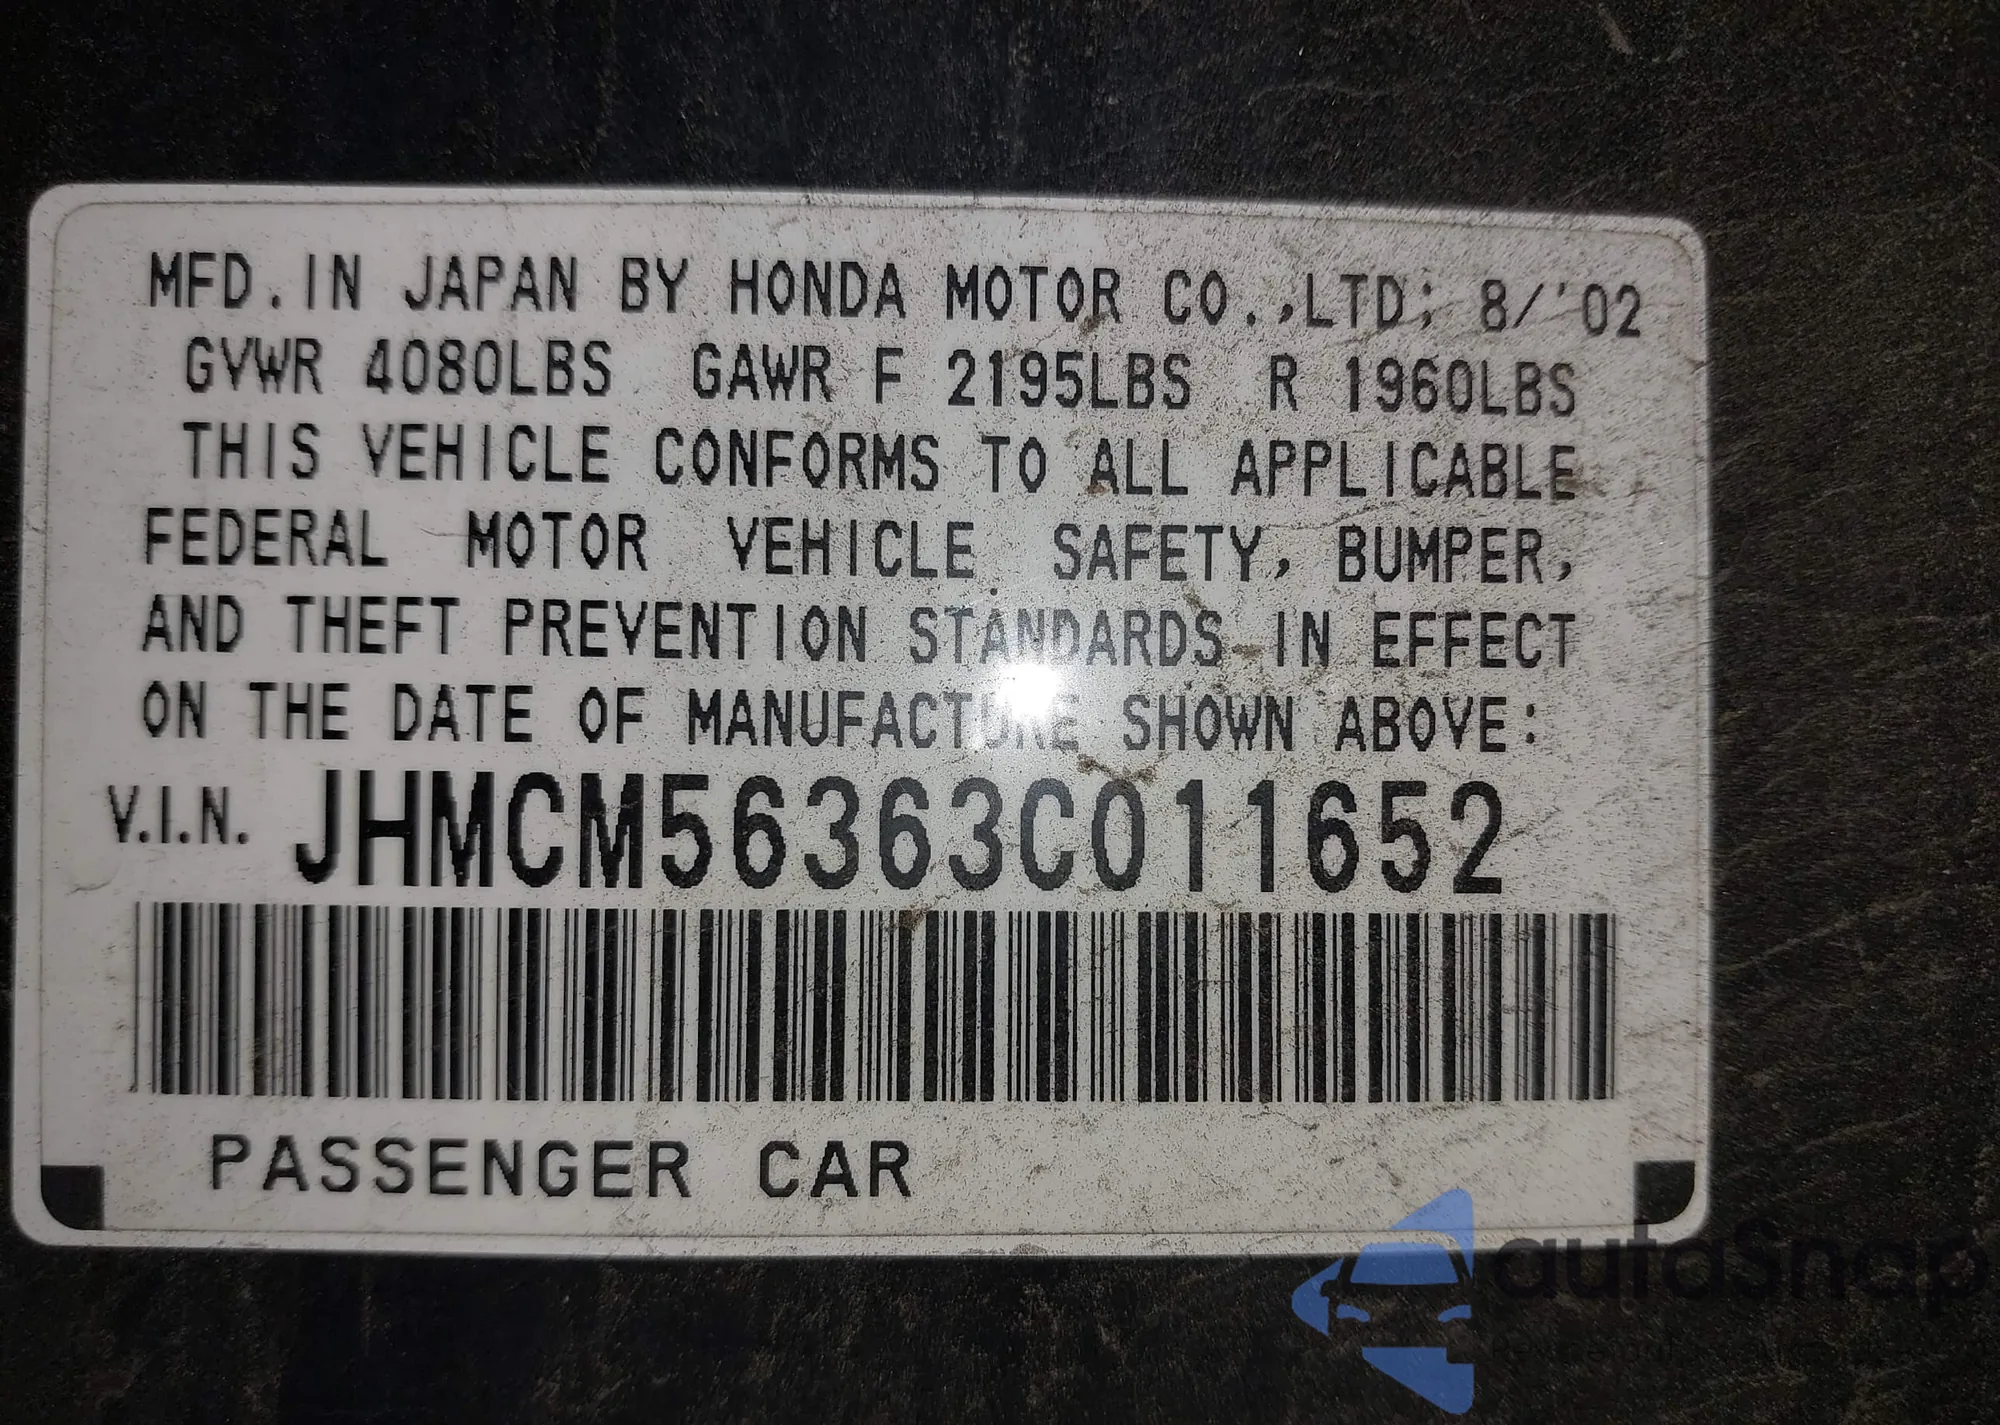 MFD. IN JAPAN BY HONDA MOTOR CO., LTD; 8/'02
GVWR 4080LBS GAWR F 2195LBS R 1960LBS
THIS VEHICLE CONFORMS TO ALL APPLICABLE
FEDERAL MOTOR VEHICLE SAFETY, BUMPER,
AND THEFT PREVENTION STANDARDS IN EFFECT
ON THE DATE OF MANUFACTURE SHOWN ABOVE:
V.I.N. JHMCM56363C011652
PASSENGER CAR
autoSnap